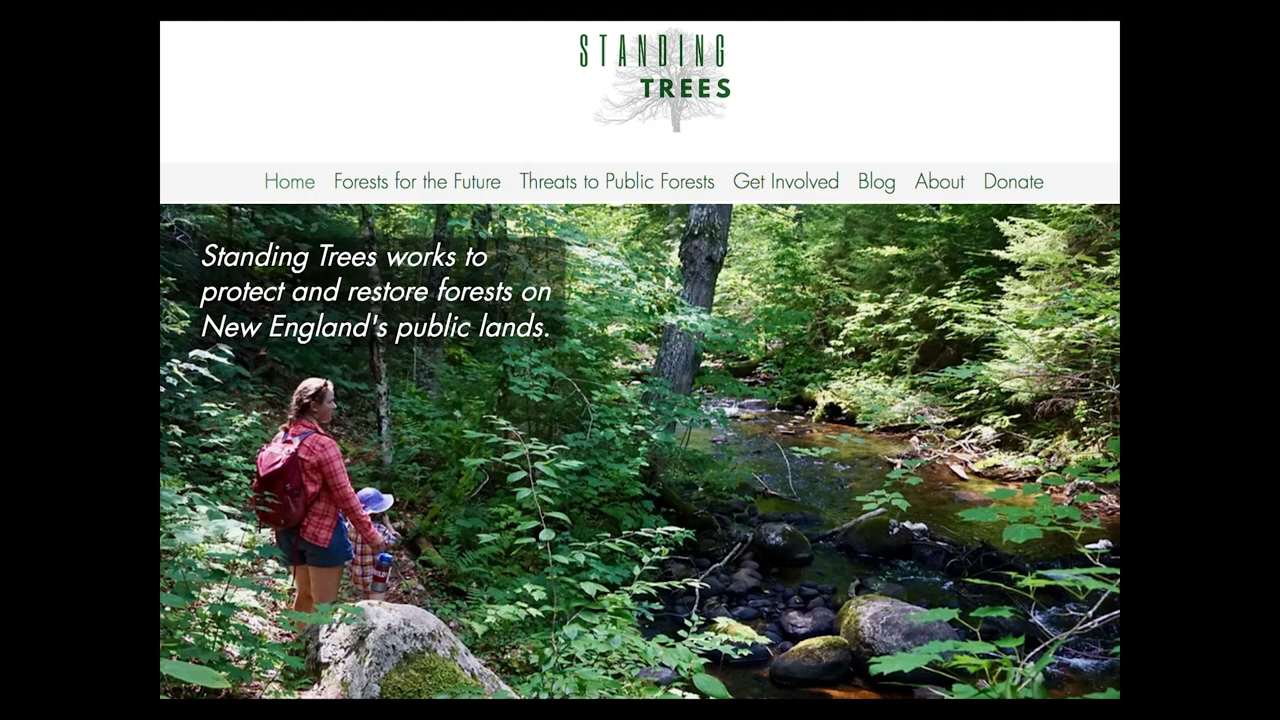 STANDING
TREES
Home Forests for the Future Threats to Public Forests Get Involved Blog About Donate
Standing Trees works to
protect and restore forests on
New England's public lands.